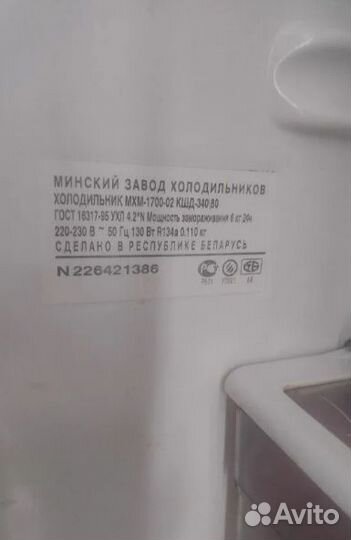 МИНСКИЙ ЗАВОД ХОЛОДИЛЬНИКОВ
ХОЛОДИЛЬНИК МХМ-1700-02 КШД-340\80
ГОСТ 16317-95 УХЛ 4.2*N Мощность замораживания 6 кг 24ч
220-230 В ~ 50 Гц 130 Вт R134a 0.110 кг
СДЕЛАНО В РЕСПУБЛИКЕ БЕЛАРУСЬ
N 226421386
Avito